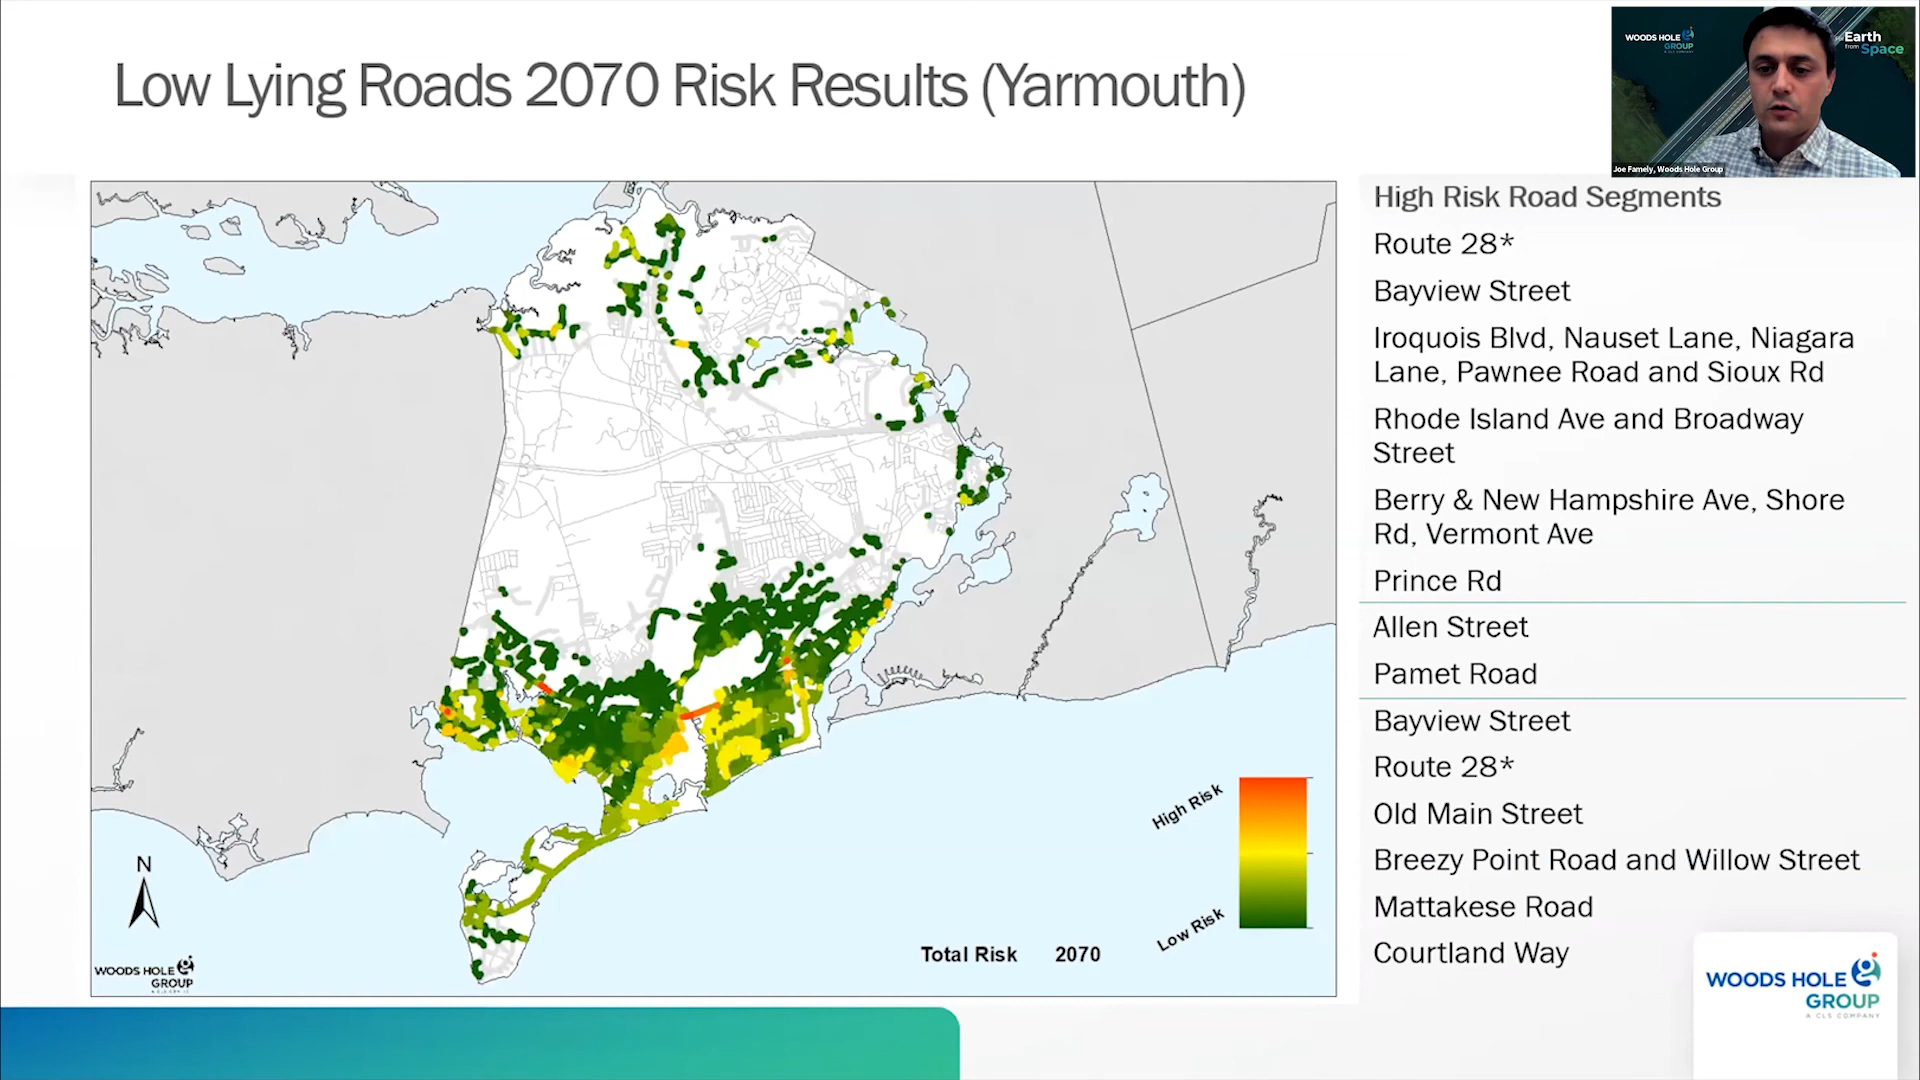 Low Lying Roads 2070 Risk Results (Yarmouth)
WOODS HOLE
GROUP
A CLS COMPANY
Earth
from Space
Joe Famely, Woods Hole Group
High Risk Road Segments
Route 28*
Bayview Street
Iroquois Blvd, Nauset Lane, Niagara
Lane, Pawnee Road and Sioux Rd
Rhode Island Ave and Broadway
Street
Berry & New Hampshire Ave, Shore
Rd, Vermont Ave
Prince Rd
Allen Street
Pamet Road
Bayview Street
Route 28*
Old Main Street
Breezy Point Road and Willow Street
Mattakese Road
Courtland Way
High Risk
Low Risk
Total Risk 2070
N
WOODS HOLE
GROUP
WOODS HOLE
GROUP
A CLS COMPANY